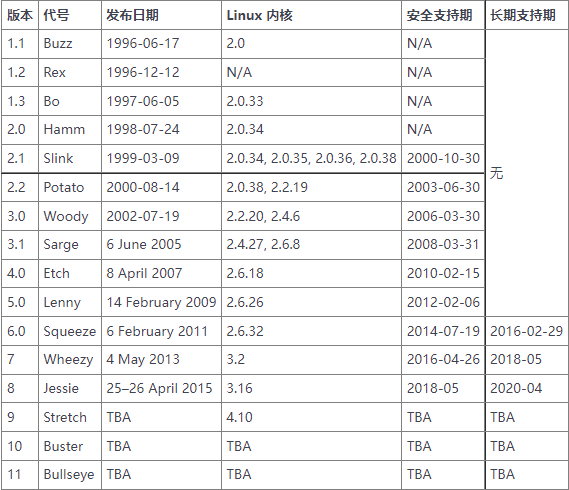 版本 代号 发布日期 Linux 内核 安全支持期 长期支持期
1.1 Buzz 1996-06-17 2.0 N/A
1.2 Rex 1996-12-12 N/A N/A
1.3 Bo 1997-06-05 2.0.33 N/A
2.0 Hamm 1998-07-24 2.0.34 N/A
2.1 Slink 1999-03-09 2.0.34, 2.0.35, 2.0.36, 2.0.38 2000-10-30
无
2.2 Potato 2000-08-14 2.0.38, 2.2.19 2003-06-30
3.0 Woody 2002-07-19 2.2.20, 2.4.6 2006-03-30
3.1 Sarge 6 June 2005 2.4.27, 2.6.8 2008-03-31
4.0 Etch 8 April 2007 2.6.18 2010-02-15
5.0 Lenny 14 February 2009 2.6.26 2012-02-06
6.0 Squeeze 6 February 2011 2.6.32 2014-07-19 2016-02-29
7 Wheezy 4 May 2013 3.2 2016-04-26 2018-05
8 Jessie 25–26 April 2015 3.16 2018-05 2020-04
9 Stretch TBA 4.10 TBA TBA
10 Buster TBA TBA TBA TBA
11 Bullseye TBA TBA TBA TBA